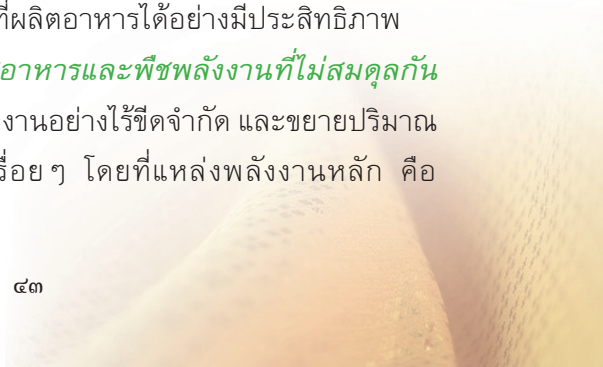 ที่ผลิตอาหารได้อย่างมีประสิทธิภาพ
อาหารและพืชพลังงานที่ไม่สมดุลกัน
งานอย่างไร้ขีดจำกัด และขยายปริมาณ
รื่อย ๆ โดยที่แหล่งพลังงานหลัก คือ
๔๓